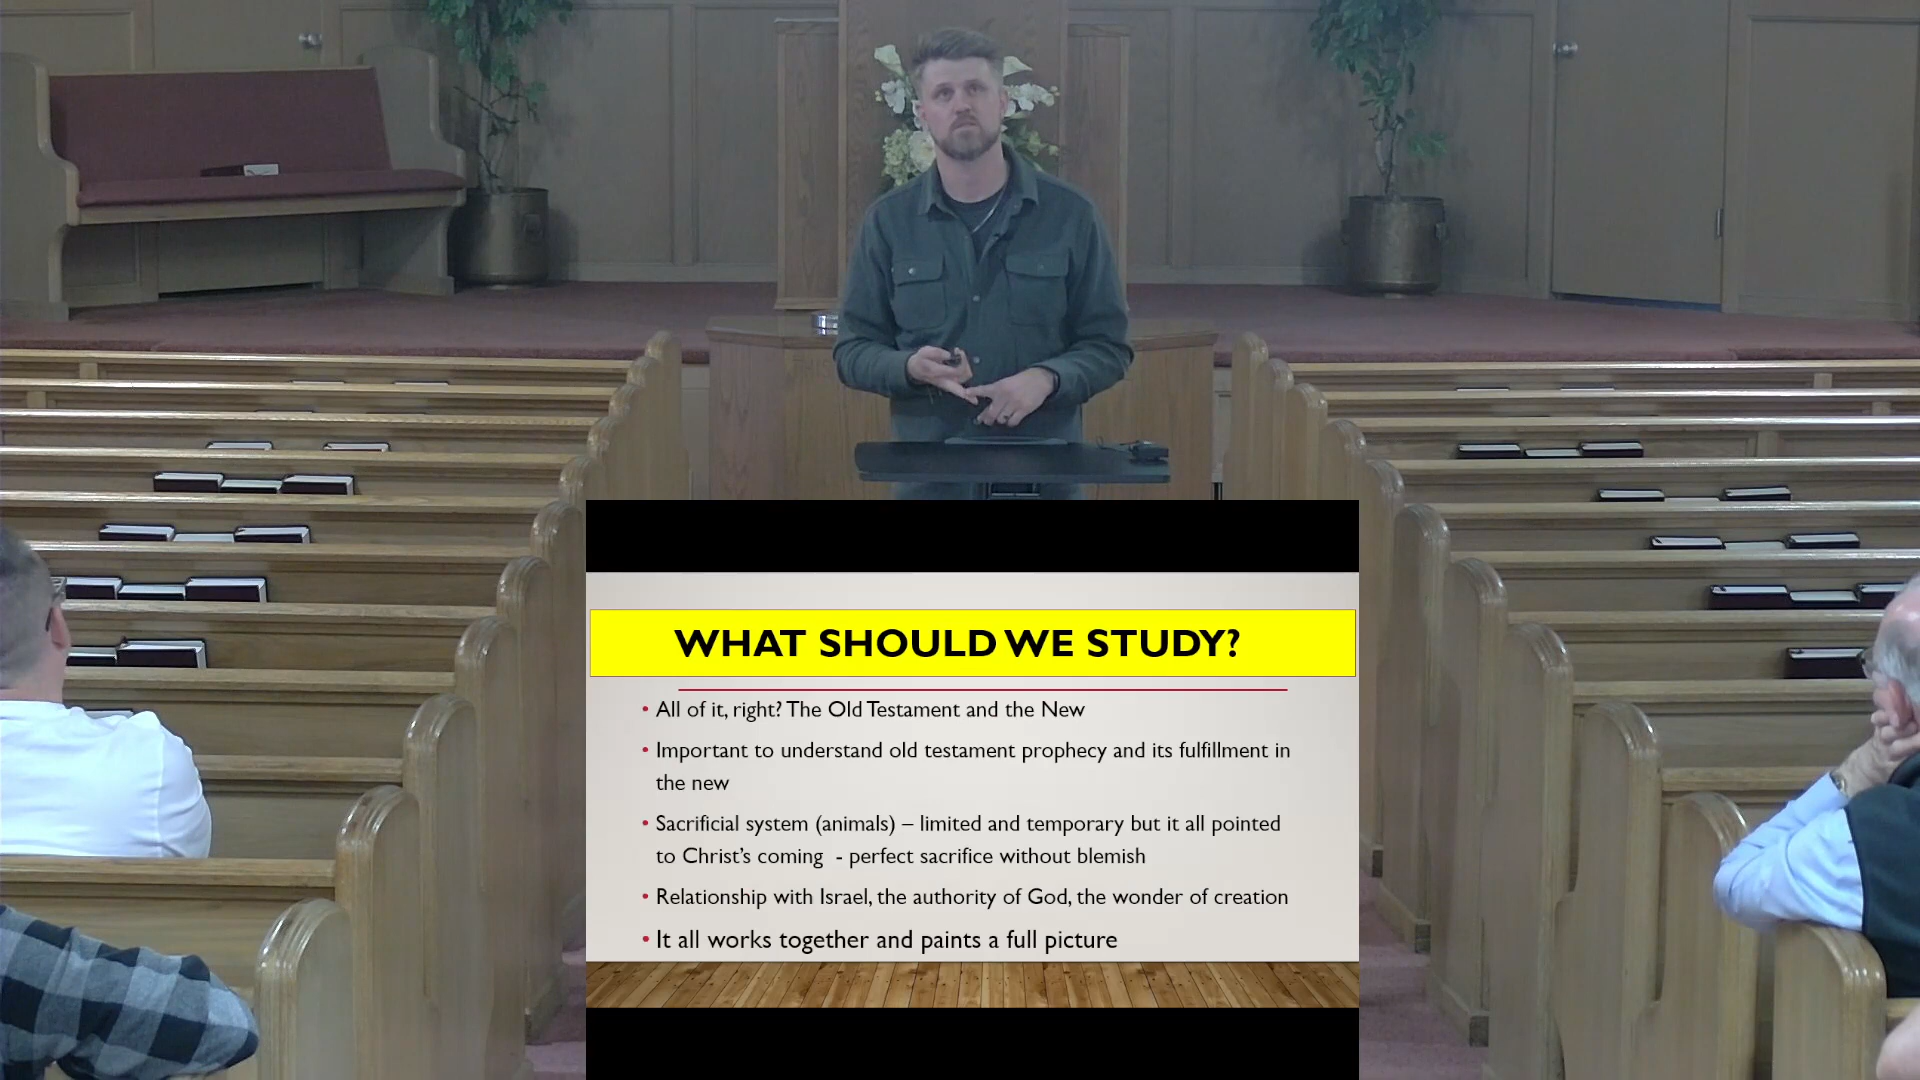 WHAT SHOULD WE STUDY?
• All of it, right? The Old Testament and the New
• Important to understand old testament prophecy and its fulfillment in
the new
• Sacrificial system (animals) – limited and temporary but it all pointed
to Christ's coming - perfect sacrifice without blemish
• Relationship with Israel, the authority of God, the wonder of creation
• It all works together and paints a full picture